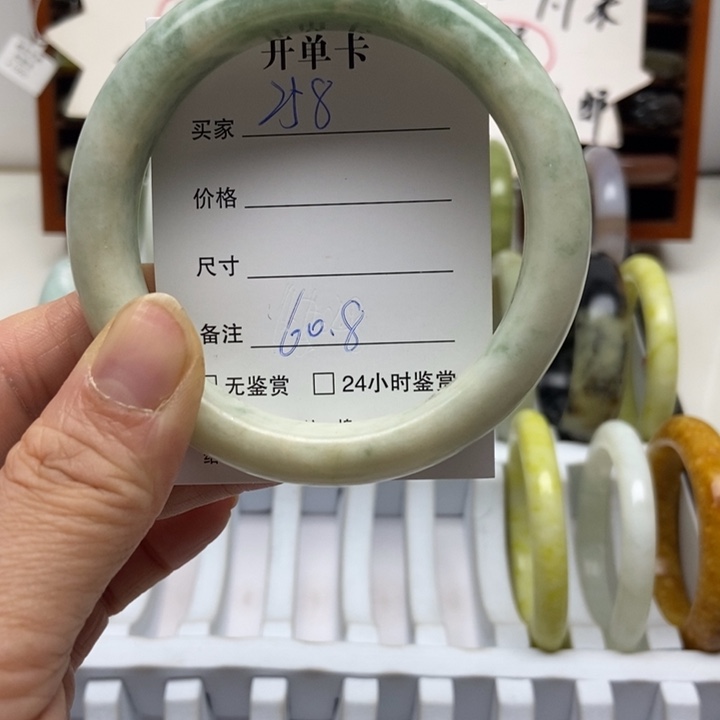 开单卡
买家 258
价格
尺寸
备注 60.8
无鉴赏 □ 24小时鉴赏